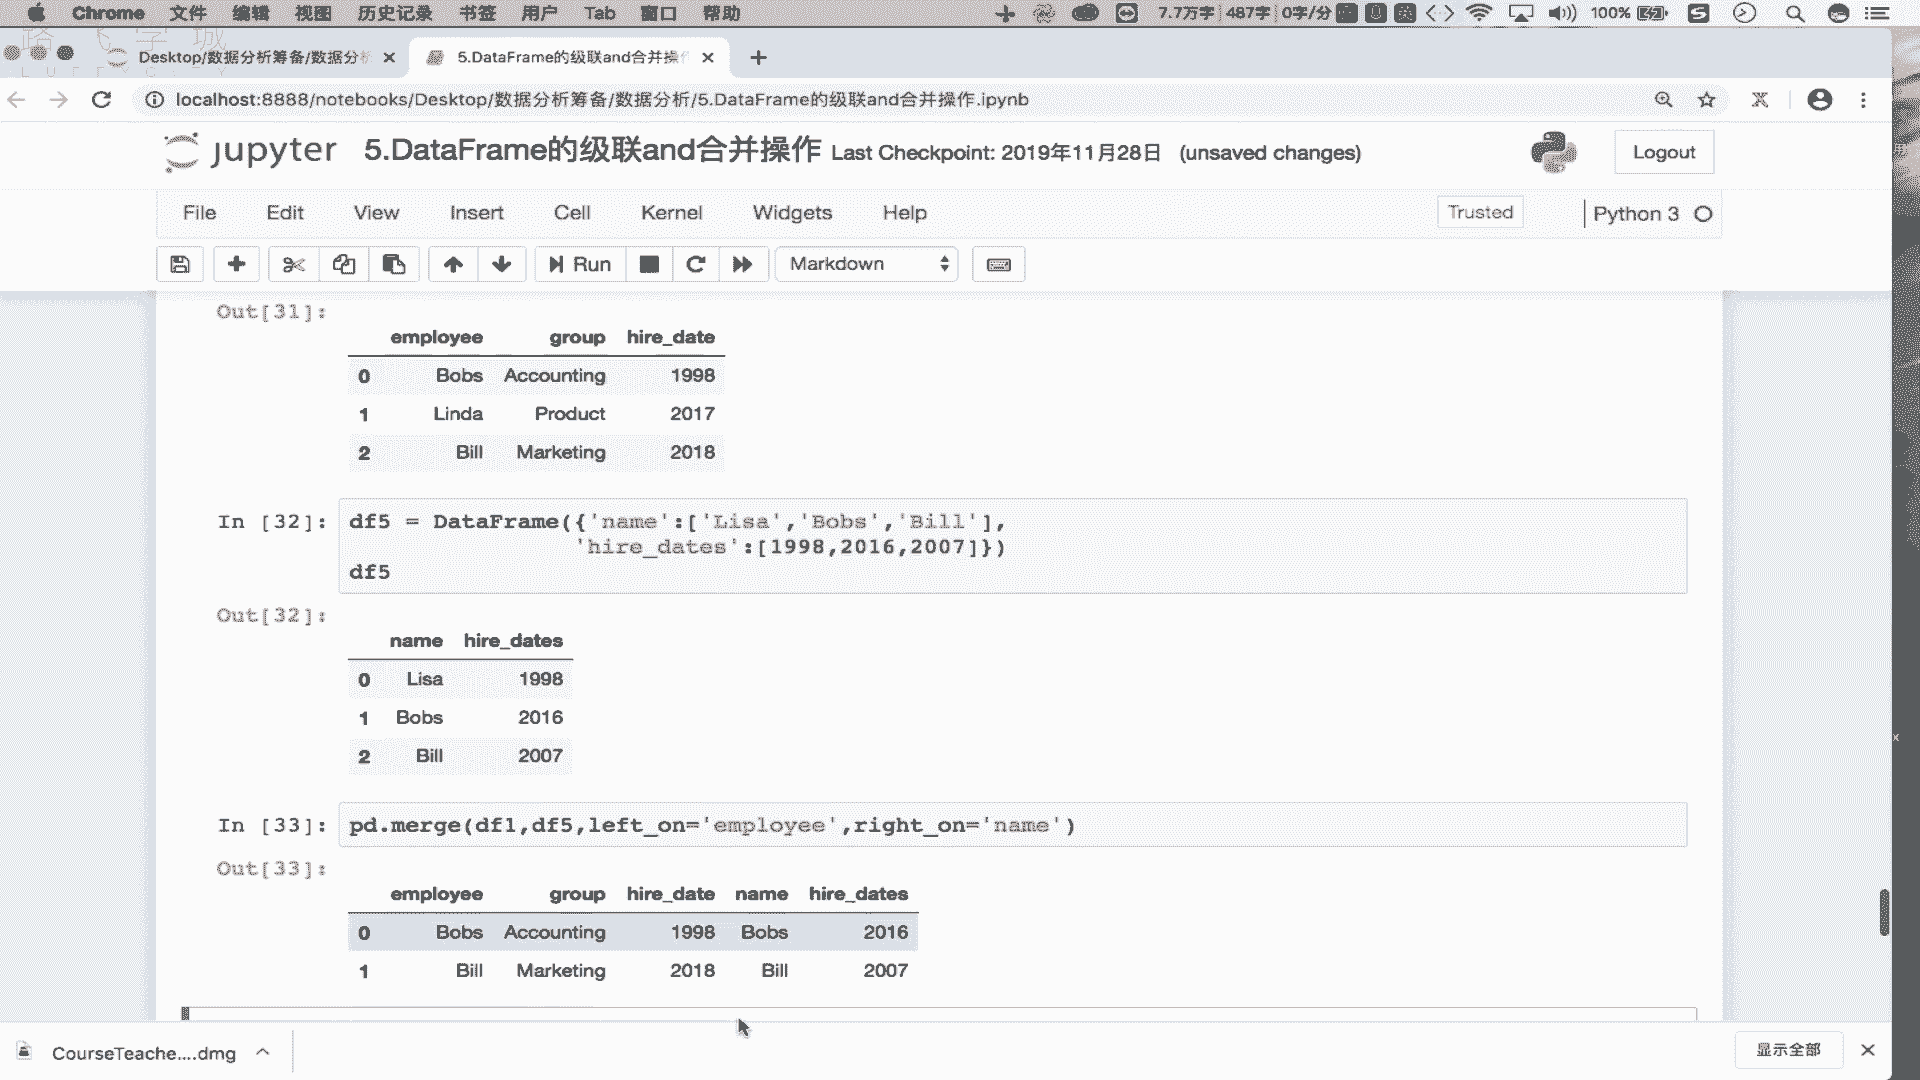 Chrome 文件 编辑 视图 历史记录 书签 用户 Tab 窗口 帮助 7.7万字 487字 0字/分 100%
路飞学城
Desktop/数据分析筹备/数据分析
5.DataFrame的级联and合并操作
localhost:8888/notebooks/Desktop/数据分析筹备/数据分析/5.DataFrame的级联and合并操作.ipynb
jupyter 5.DataFrame的级联and合并操作 Last Checkpoint: 2019年11月28日 (unsaved changes) Logout
File Edit View Insert Cell Kernel Widgets Help Trusted Python 3
Run Markdown
Out[31]:
employee group hire_date
0 Bobs Accounting 1998
1 Linda Product 2017
2 Bill Marketing 2018
In [32]: df5 = DataFrame({'name':['Lisa','Bobs','Bill'],
'hire_dates':[1998,2016,2007]})
df5
Out[32]:
name hire_dates
0 Lisa 1998
1 Bobs 2016
2 Bill 2007
In [33]: pd.merge(df1,df5,left_on='employee',right_on='name')
Out[33]:
employee group hire_date name hire_dates
0 Bobs Accounting 1998 Bobs 2016
1 Bill Marketing 2018 Bill 2007
CourseTeache....dmg 显示全部